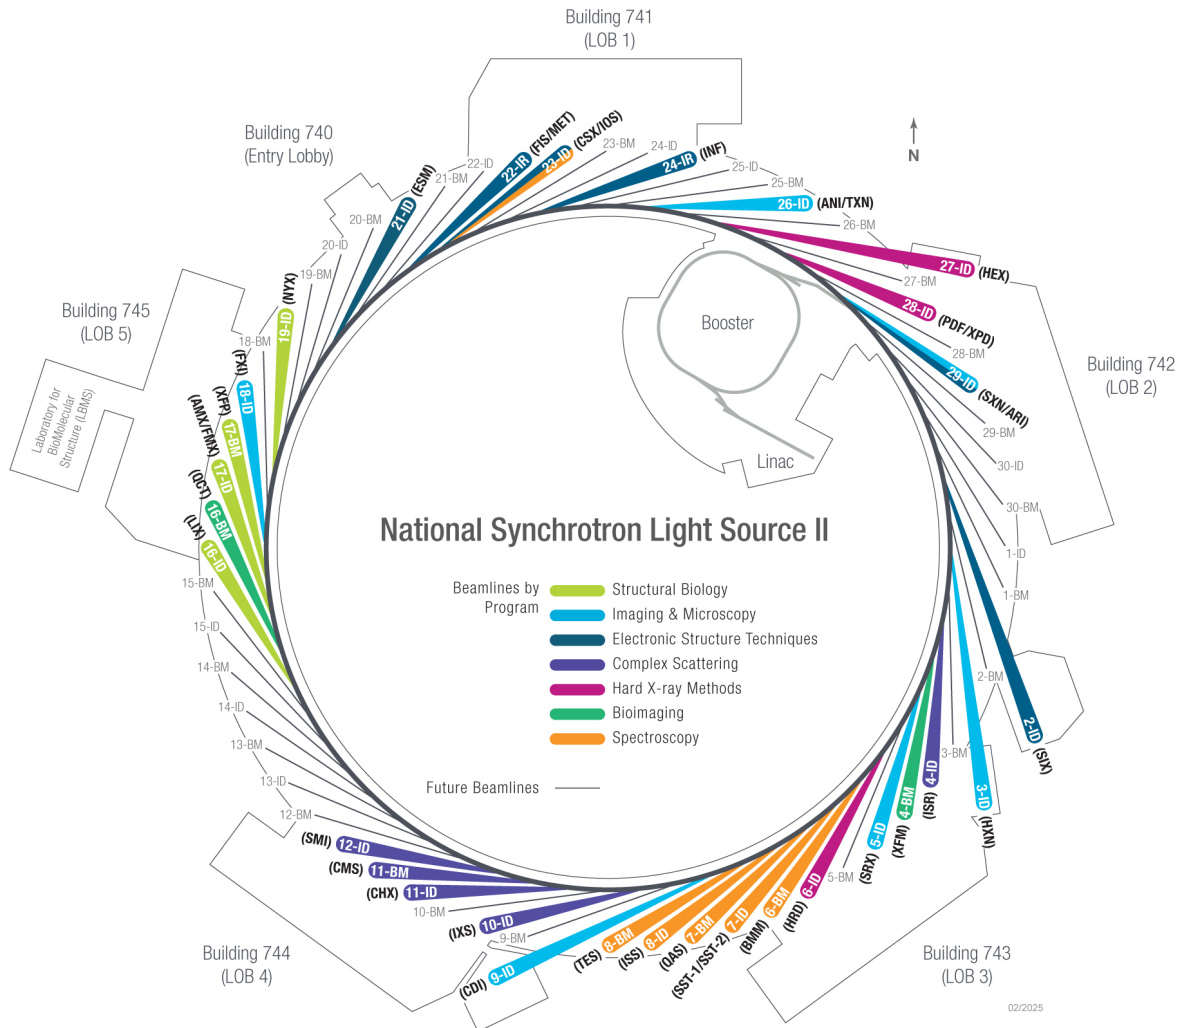 Building 741
(LOB 1)
Building 740
(Entry Lobby)
N
22-IR (FIS/MET)
23-ID (CSX/IOS)
23-BM
24-ID
24-IR (INF)
25-ID
25-BM
26-ID (ANI/TXN)
26-BM
27-ID (HEX)
27-BM
28-ID (PDF/XPD)
28-BM
29-ID (SXN/ARI)
29-BM
30-ID
30-BM
1-ID
1-BM
2-ID (SIX)
2-BM
3-ID (HXN)
3-BM
4-ID (ISR)
4-BM (XFM)
5-ID (SRX)
5-BM
6-ID (HRD)
6-BM (BMM)
7-ID (SST-1/SST-2)
7-BM (QAS)
8-ID (ISS)
8-BM (TES)
9-ID (CDI)
9-BM
10-ID (IXS)
10-BM
11-ID (CHX)
11-BM (CMS)
12-ID (SMI)
12-BM
13-ID
13-BM
14-ID
14-BM
15-ID
15-BM
16-ID (LIX)
16-BM (QCT)
17-ID (AMX/FMX)
17-BM (XFP)
18-ID (FXI)
18-BM
19-ID (NYX)
19-BM
20-ID
20-BM
21-ID (ESM)
21-BM
22-ID
Building 745
(LOB 5)
Laboratory for
BioMolecular
Structure (LBMS)
Building 742
(LOB 2)
Booster
Linac
National Synchrotron Light Source II
Beamlines by
Program
Structural Biology
Imaging & Microscopy
Electronic Structure Techniques
Complex Scattering
Hard X-ray Methods
Bioimaging
Spectroscopy
Future Beamlines
Building 744
(LOB 4)
Building 743
(LOB 3)
02/2025